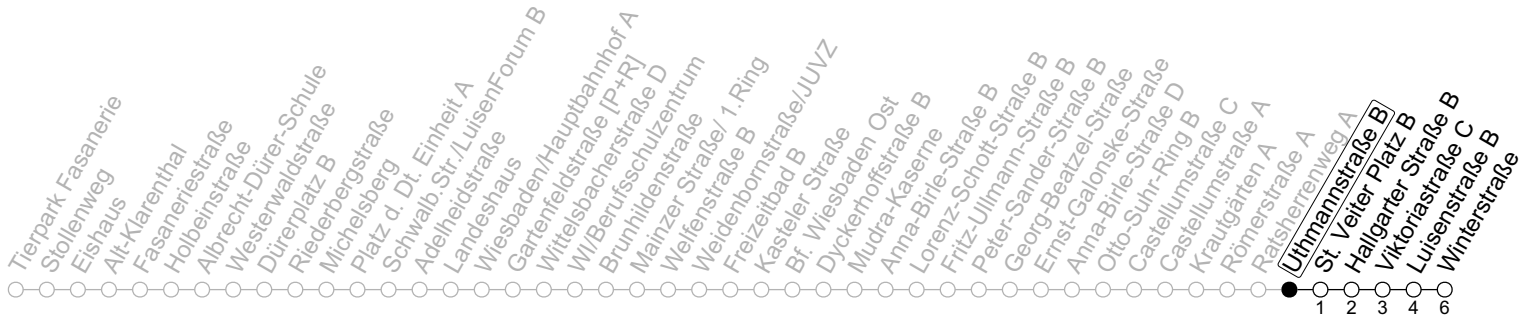 Tierpark Fasanerie
Stollenweg
Eishaus
Alt-Klarenthal
Fasaneriestraße
Holbeinstraße
Albrecht-Dürer-Schule
Westerwaldstraße
Dürerplatz B
Riederbergstraße
Michelsberg
Platz d. Dt. Einheit A
Schwalb.Str./LuisenForum B
Adelheidstraße
Landeshaus
Wiesbaden/Hauptbahnhof A
Gartenfeldstraße [P+R]
Wittelsbacherstraße D
WI/Berufsschulzentrum
Brunhildenstraße
Mainzer Straße/ 1.Ring
Welfenstraße B
Weidenbornstraße/JUVZ
Freizeitbad B
Kasteler Straße
Bf. Wiesbaden Ost
Dyckerhoffstraße B
Mudra-Kaserne
Anna-Birle-Straße B
Lorenz-Schott-Straße B
Fritz-Ullmann-Straße B
Peter-Sander-Straße B
Georg-Beatzel-Straße
Ernst-Galonske-Straße
Anna-Birle-Straße D
Otto-Suhr-Ring B
Castellumstraße C
Castellumstraße A
Krautgärten A
Römerstraße A
Ratsherrenweg A
Uthmannstraße B
St. Veiter Platz B
Hallgarter Straße B
Viktoriastraße C
Luisenstraße B
Winterstraße
1 2 3 4 6